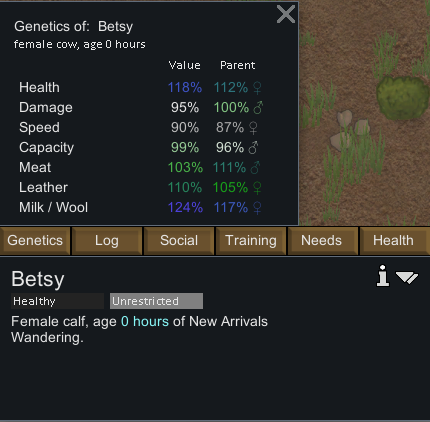 Genetics of: Betsy
female cow, age 0 hours
Value Parent
Health 118% 112% ♀
Damage 95% 100% ♂
Speed 90% 87% ♀
Capacity 99% 96% ♂
Meat 103% 111% ♂
Leather 110% 105% ♀
Milk / Wool 124% 117% ♀
Genetics Log Social Training Needs Health
Betsy
Healthy Unrestricted
Female calf, age 0 hours of New Arrivals
Wandering.